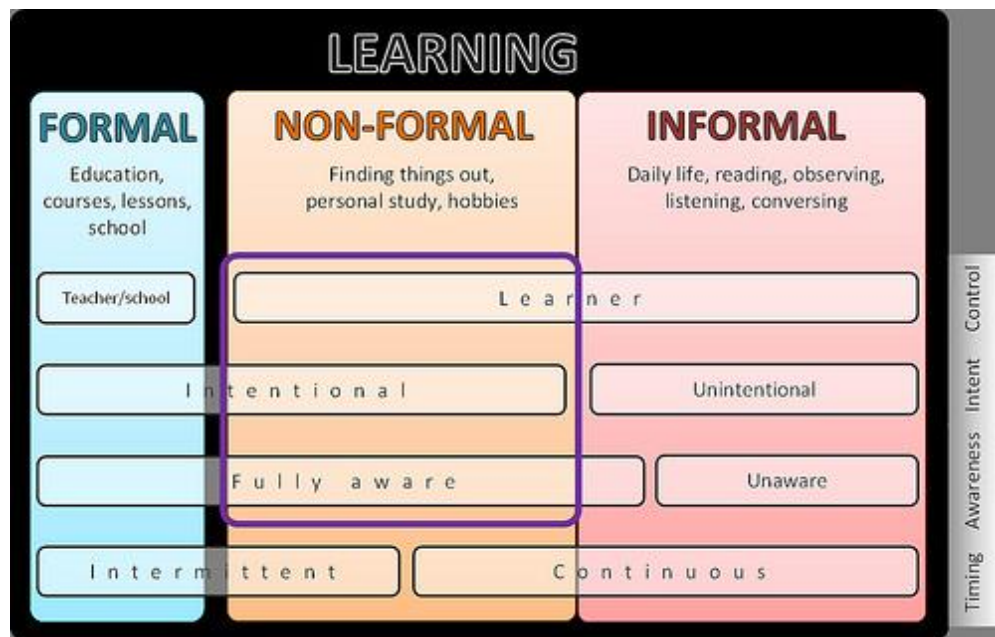 LEARNING
FORMAL
Education,
courses, lessons,
school
NON-FORMAL
Finding things out,
personal study, hobbies
INFORMAL
Daily life, reading, observing,
listening, conversing
Teacher/school
Learner
Control
Intentional
Unintentional
Intent
Fully aware
Unaware
Awareness
Intermittent
Continuous
Timing